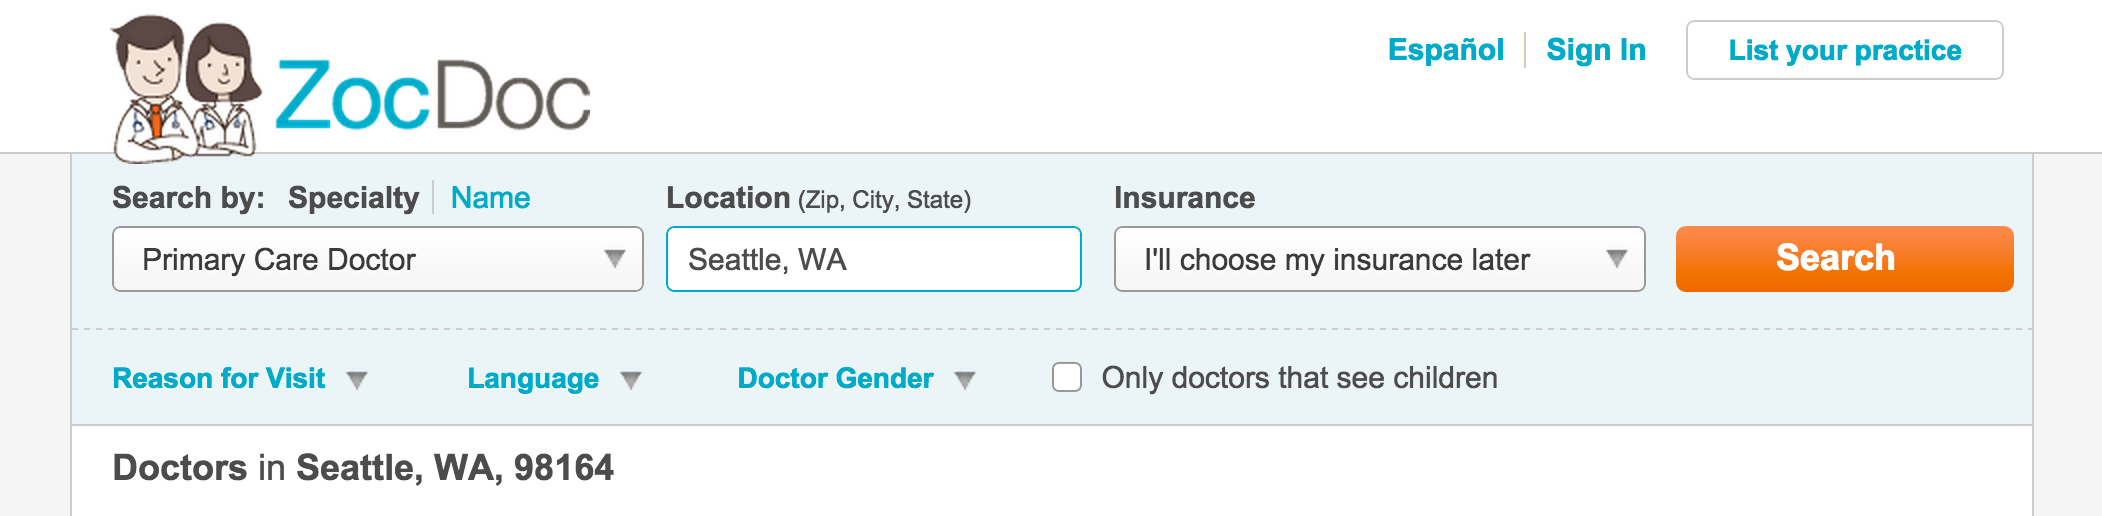 ZocDoc
Español Sign In List your practice
Search by: Specialty Name Location (Zip, City, State) Insurance
Primary Care Doctor Seattle, WA I'll choose my insurance later Search
Reason for Visit Language Doctor Gender Only doctors that see children
Doctors in Seattle, WA, 98164